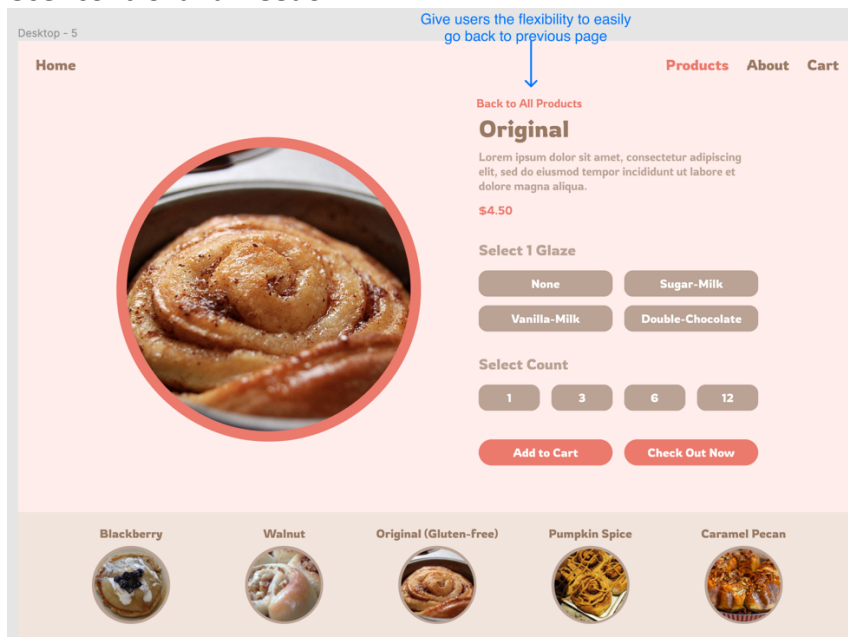 Give users the flexibility to easily
go back to previous page
Desktop - 5
Home
Products About Cart
Back to All Products
Original
Lorem ipsum dolor sit amet, consectetur adipiscing
elit, sed do eiusmod tempor incididunt ut labore et
dolore magna aliqua.
$4.50
Select 1 Glaze
None Sugar-Milk
Vanilla-Milk Double-Chocolate
Select Count
1 3 6 12
Add to Cart Check Out Now
Blackberry Walnut Original (Gluten-free) Pumpkin Spice Caramel Pecan